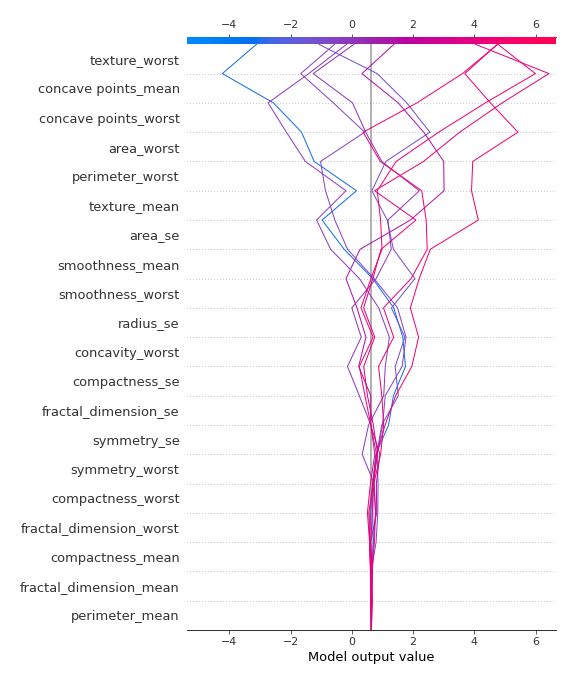 −4 −2 0 2 4 6
texture_worst
concave points_mean
concave points_worst
area_worst
perimeter_worst
texture_mean
area_se
smoothness_mean
smoothness_worst
radius_se
concavity_worst
compactness_se
fractal_dimension_se
symmetry_se
symmetry_worst
compactness_worst
fractal_dimension_worst
compactness_mean
fractal_dimension_mean
perimeter_mean
−4 −2 0 2 4 6
Model output value